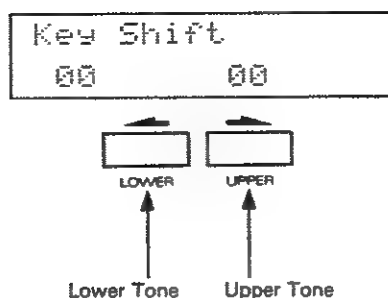 Key Shift
00 00
LOWER UPPER
Lower Tone Upper Tone